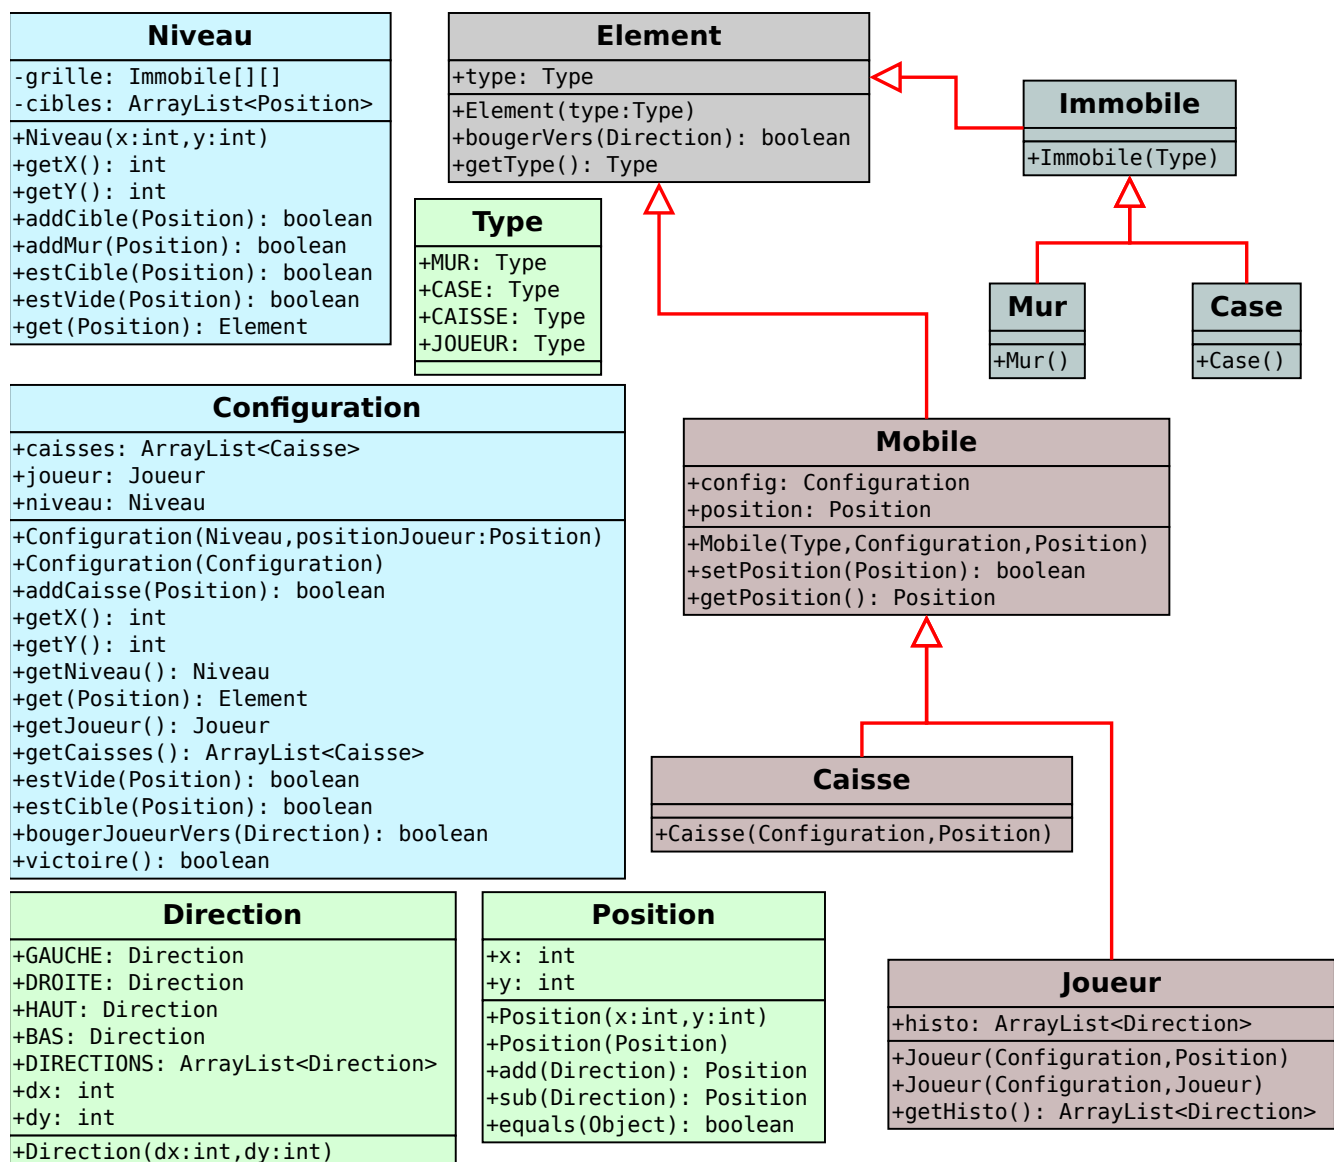 Niveau
-grille: Immobile[][]
-cibles: ArrayList<Position>
+Niveau(x:int,y:int)
+getX(): int
+getY(): int
+addCible(Position): boolean
+addMur(Position): boolean
+estCible(Position): boolean
+estVide(Position): boolean
+get(Position): Element
Element
+type: Type
+Element(type:Type)
+bougerVers(Direction): boolean
+getType(): Type
Immobile
+Immobile(Type)
Type
+MUR: Type
+CASE: Type
+CAISSE: Type
+JOUEUR: Type
Mur
+Mur()
Case
+Case()
Configuration
+caisses: ArrayList<Caisse>
+joueur: Joueur
+niveau: Niveau
+Configuration(Niveau,positionJoueur:Position)
+Configuration(Configuration)
+addCaisse(Position): boolean
+getX(): int
+getY(): int
+getNiveau(): Niveau
+get(Position): Element
+getJoueur(): Joueur
+getCaisses(): ArrayList<Caisse>
+estVide(Position): boolean
+estCible(Position): boolean
+bougerJoueurVers(Direction): boolean
+victoire(): boolean
Mobile
+config: Configuration
+position: Position
+Mobile(Type,Configuration,Position)
+setPosition(Position): boolean
+getPosition(): Position
Caisse
+Caisse(Configuration,Position)
Direction
+GAUCHE: Direction
+DROITE: Direction
+HAUT: Direction
+BAS: Direction
+DIRECTIONS: ArrayList<Direction>
+dx: int
+dy: int
+Direction(dx:int,dy:int)
Position
+x: int
+y: int
+Position(x:int,y:int)
+Position(Position)
+add(Direction): Position
+sub(Direction): Position
+equals(Object): boolean
Joueur
+histo: ArrayList<Direction>
+Joueur(Configuration,Position)
+Joueur(Configuration,Joueur)
+getHisto(): ArrayList<Direction>